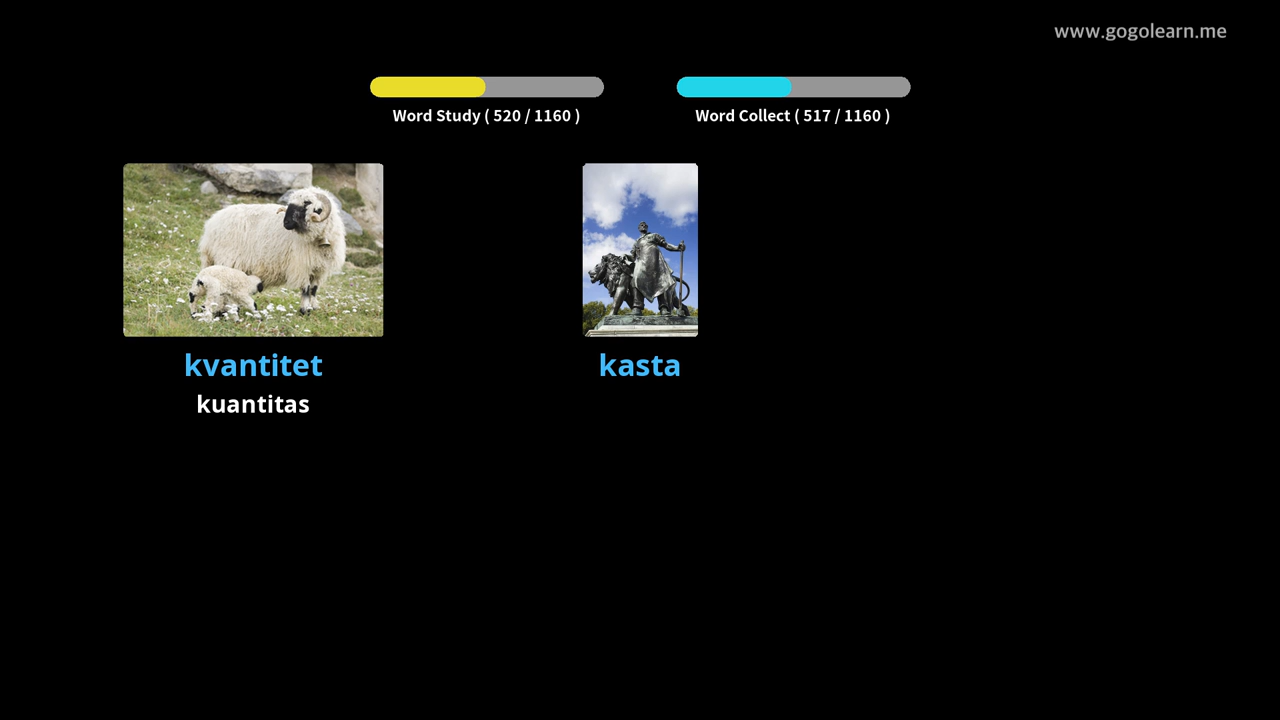 www.gogolearn.me
Word Study ( 520 / 1160 )
Word Collect ( 517 / 1160 )
kvantitet
kuantitas
kasta